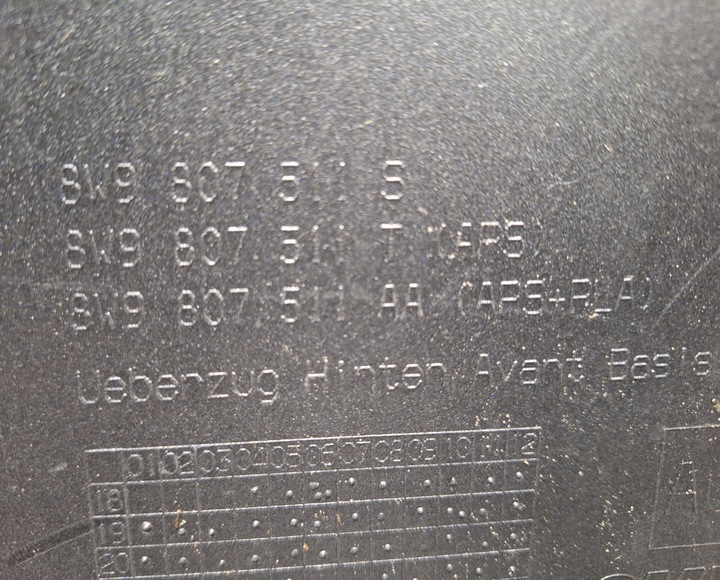 8W9 807 511 S
8W9 807 511 T (APS)
8W9 807 511 AA (APS+PLA)
Ueberzug Hinten Avant Basis
01 02 03 04 05 06 07 08 09 10 11 12
18
19
20